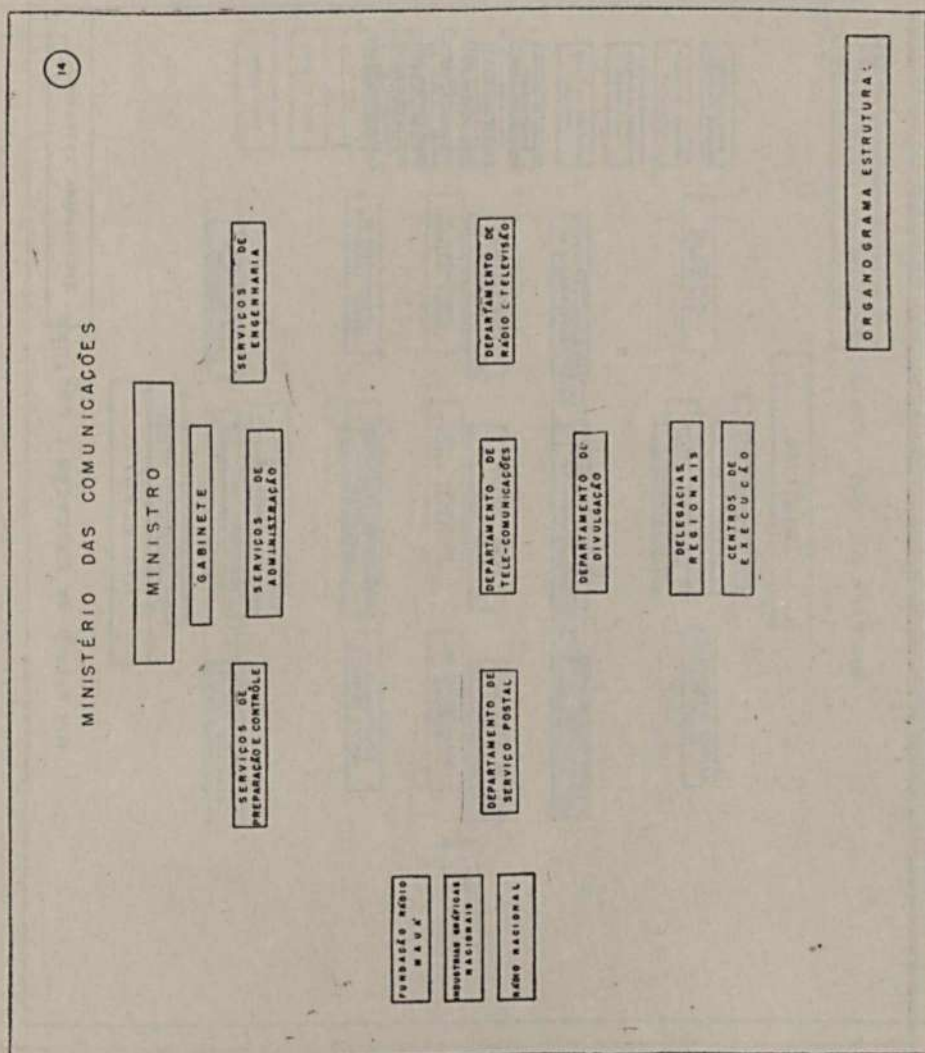 14
MINISTÉRIO DAS COMUNICAÇÕES
MINISTRO
GABINETE
SERVIÇOS DE
PREPARAÇÃO E CONTRÔLE
SERVIÇOS DE
ADMINISTRAÇÃO
SERVIÇOS DE
ENGENHARIA
FUNDAÇÃO RÁDIO
MAUÁ
INDUSTRIAS GRÁFICAS
NACIONAIS
RÁDIO NACIONAL
DEPARTAMENTO DE
SERVIÇO POSTAL
DEPARTAMENTO DE
TELE-COMUNICAÇÕES
DEPARTAMENTO DE
RÁDIO E TELEVISÃO
DEPARTAMENTO DE
DIVULGAÇÃO
DELEGACIAS
REGIONAIS
CENTROS DE
EXECUCÃO
ORGANOGRAMA ESTRUTURAL